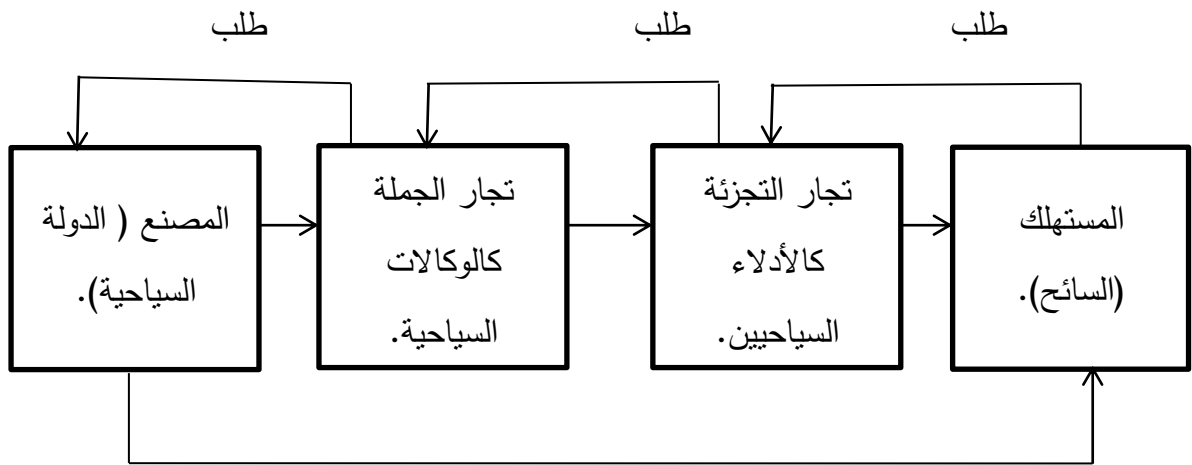 طلب
طلب
طلب
المستهلك
(السائح).
تجار التجزئة
كالأدلاء
السياحيين.
تجار الجملة
كالوكالات
السياحية.
المصنع ( الدولة
السياحية).